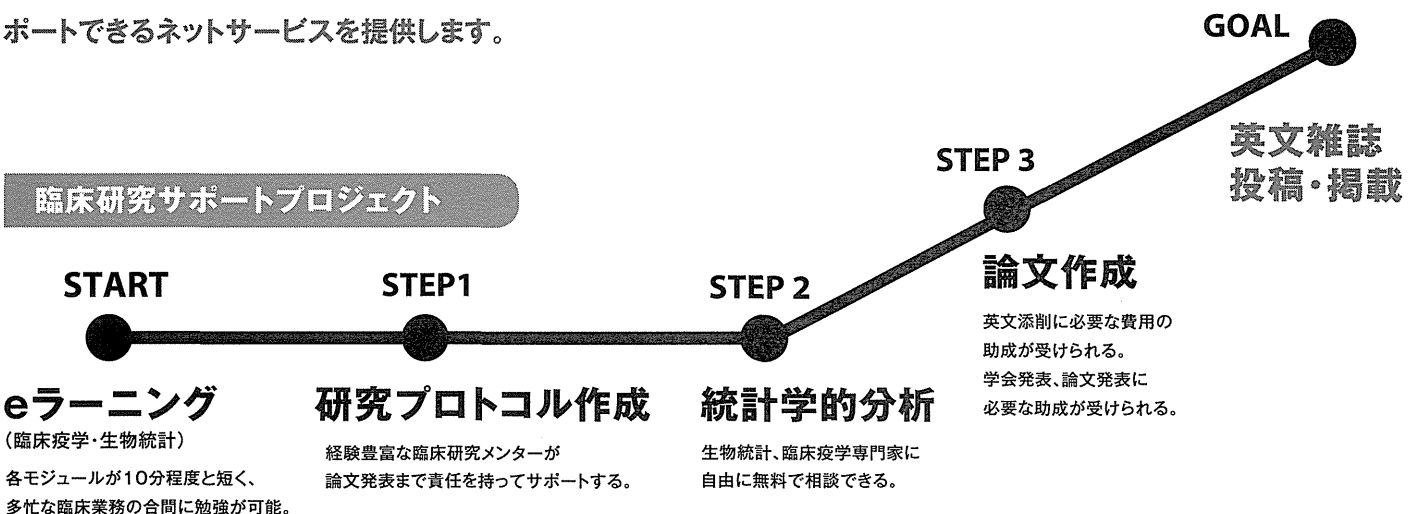 ポートできるネットサービスを提供します。
臨床研究サポートプロジェクト
START
eラーニング
(臨床疫学・生物統計)
各モジュールが10分程度と短く、
多忙な臨床業務の合間に勉強が可能。
STEP1
研究プロトコル作成
経験豊富な臨床研究メンターが
論文発表まで責任を持ってサポートする。
STEP 2
統計学的分析
生物統計、臨床疫学専門家に
自由に無料で相談できる。
STEP 3
論文作成
英文添削に必要な費用の
助成が受けられる。
学会発表、論文発表に
必要な助成が受けられる。
GOAL
英文雑誌
投稿・掲載